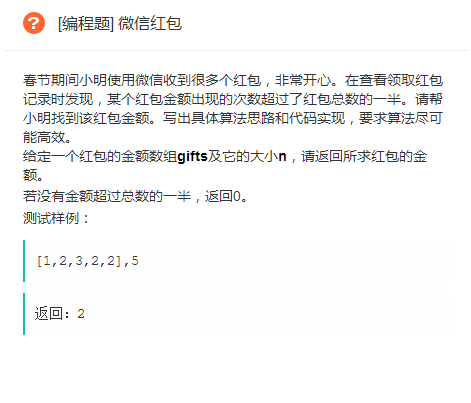 ? [编程题] 微信红包
春节期间小明使用微信收到很多个红包，非常开心。在查看领取红包
记录时发现，某个红包金额出现的次数超过了红包总数的一半。请帮
小明找到该红包金额。写出具体算法思路和代码实现，要求算法尽可
能高效。
给定一个红包的金额数组gifts及它的大小n，请返回所求红包的金
额。
若没有金额超过总数的一半，返回0。
测试样例：
[1,2,3,2,2],5
返回：2